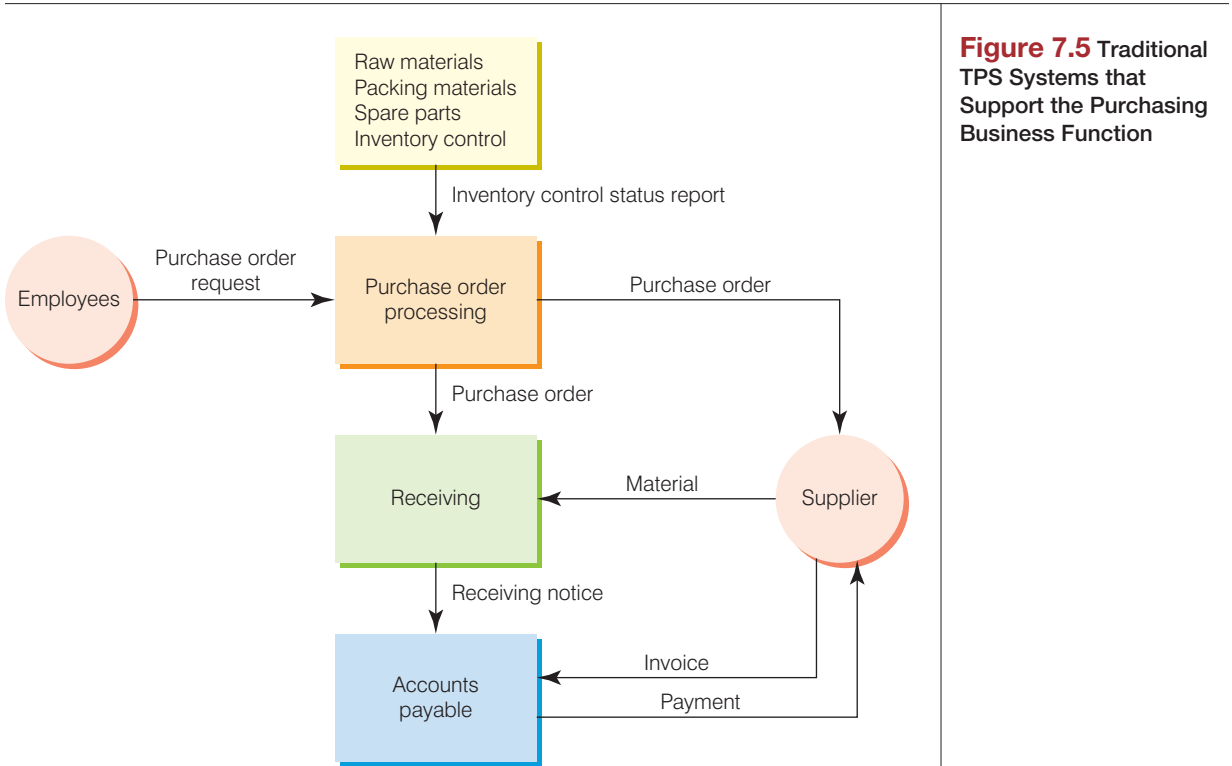 Raw materials
Packing materials
Spare parts
Inventory control
Inventory control status report
Employees
Purchase order
request
Purchase order
processing
Purchase order
Purchase order
Receiving
Material
Supplier
Receiving notice
Accounts
payable
Invoice
Payment
Figure 7.5 Traditional
TPS Systems that
Support the Purchasing
Business Function